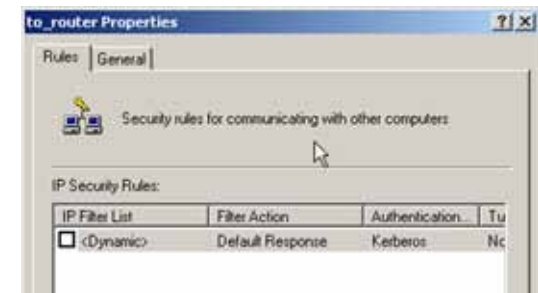 to_router Properties
Rules General
Security rules for communicating with other computers
IP Security Rules:
IP Filter List Filter Action Authentication... Tu
<Dynamic> Default Response Kerberos Nc